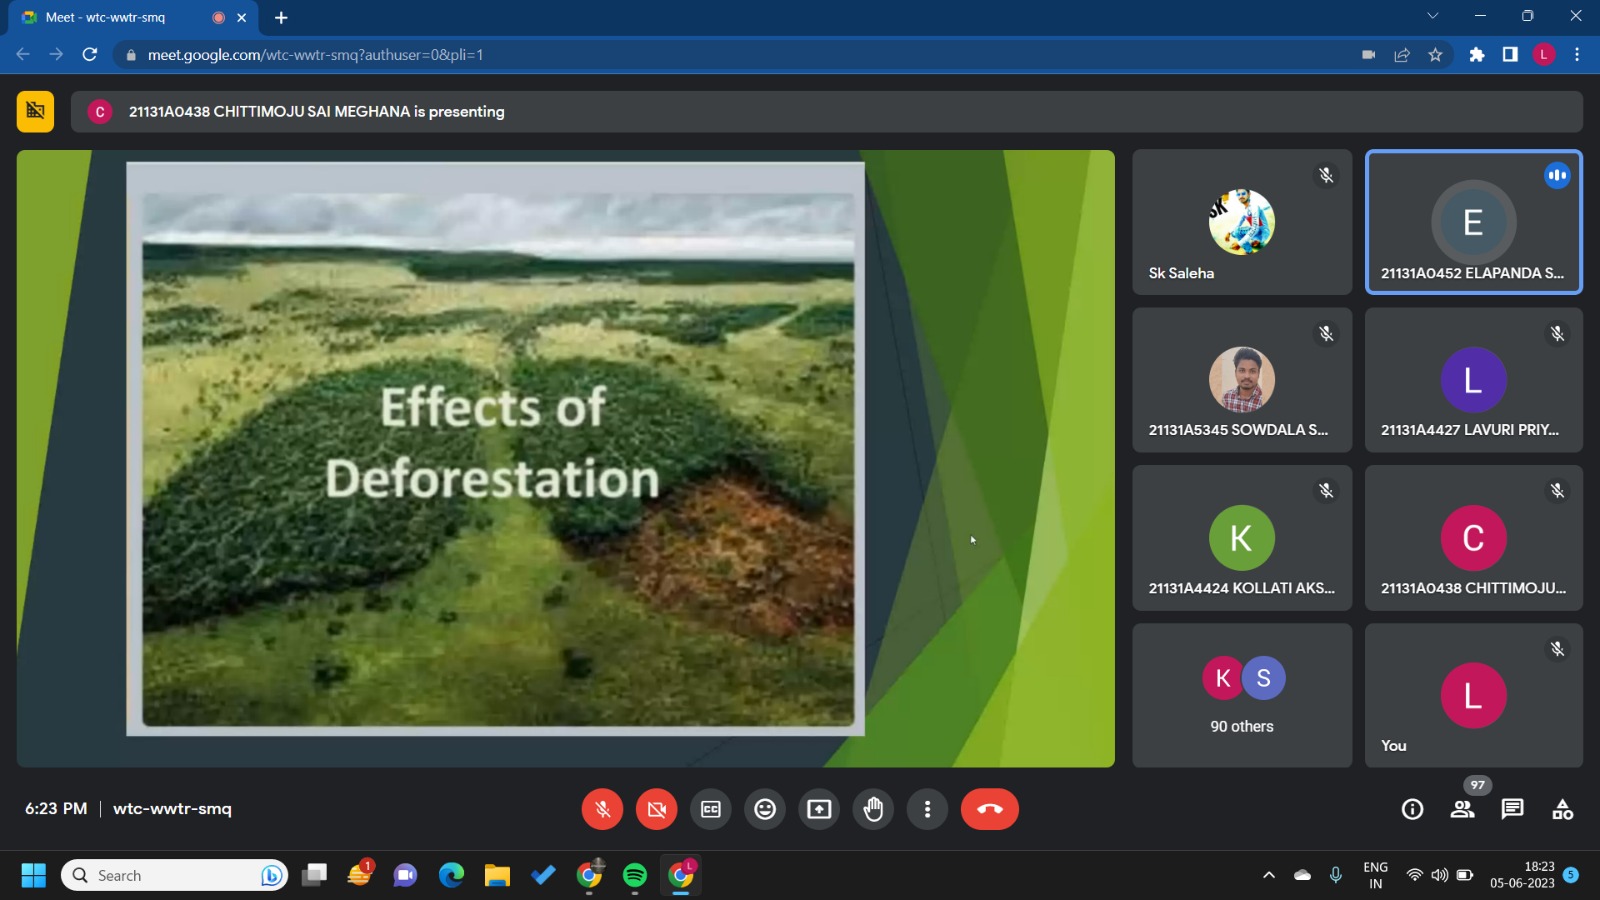 Meet - wtc-wwtr-smq
meet.google.com/wtc-wwtr-smq?authuser=0&pli=1
L
C 21131A0438 CHITTIMOJU SAI MEGHANA is presenting
Effects of
Deforestation
SK
Sk Saleha
E
21131A0452 ELAPANDA S...
21131A5345 SOWDALA S...
L
21131A4427 LAVURI PRIY...
K
21131A4424 KOLLATI AKS...
C
21131A0438 CHITTIMOJU...
K S
90 others
L
You
6:23 PM | wtc-wwtr-smq
CC
97
Search
1
L
ENG
IN
18:23
05-06-2023
5